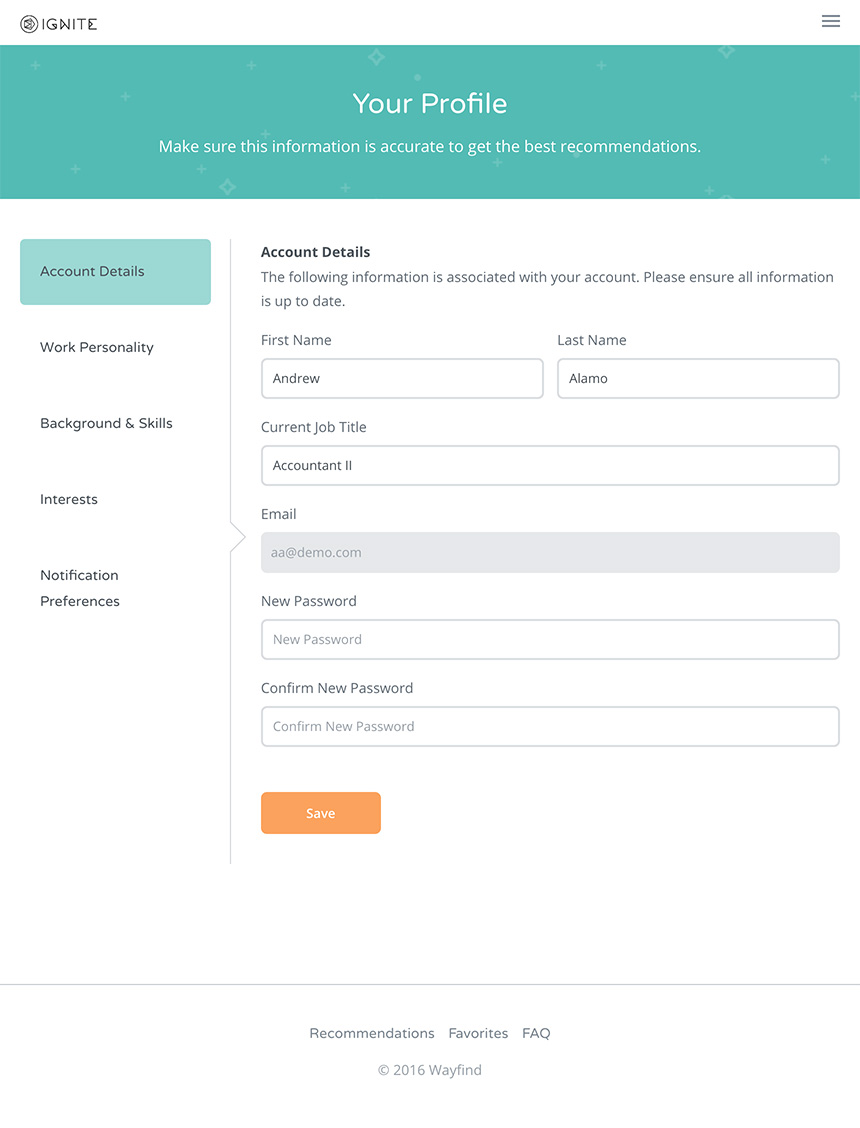 IGNITE
Your Profile
Make sure this information is accurate to get the best recommendations.
Account Details
Work Personality
Background & Skills
Interests
Notification
Preferences
Account Details
The following information is associated with your account. Please ensure all information
is up to date.
First Name
Last Name
Andrew
Alamo
Current Job Title
Accountant II
Email
aa@demo.com
New Password
New Password
Confirm New Password
Confirm New Password
Save
Recommendations Favorites FAQ
© 2016 Wayfind